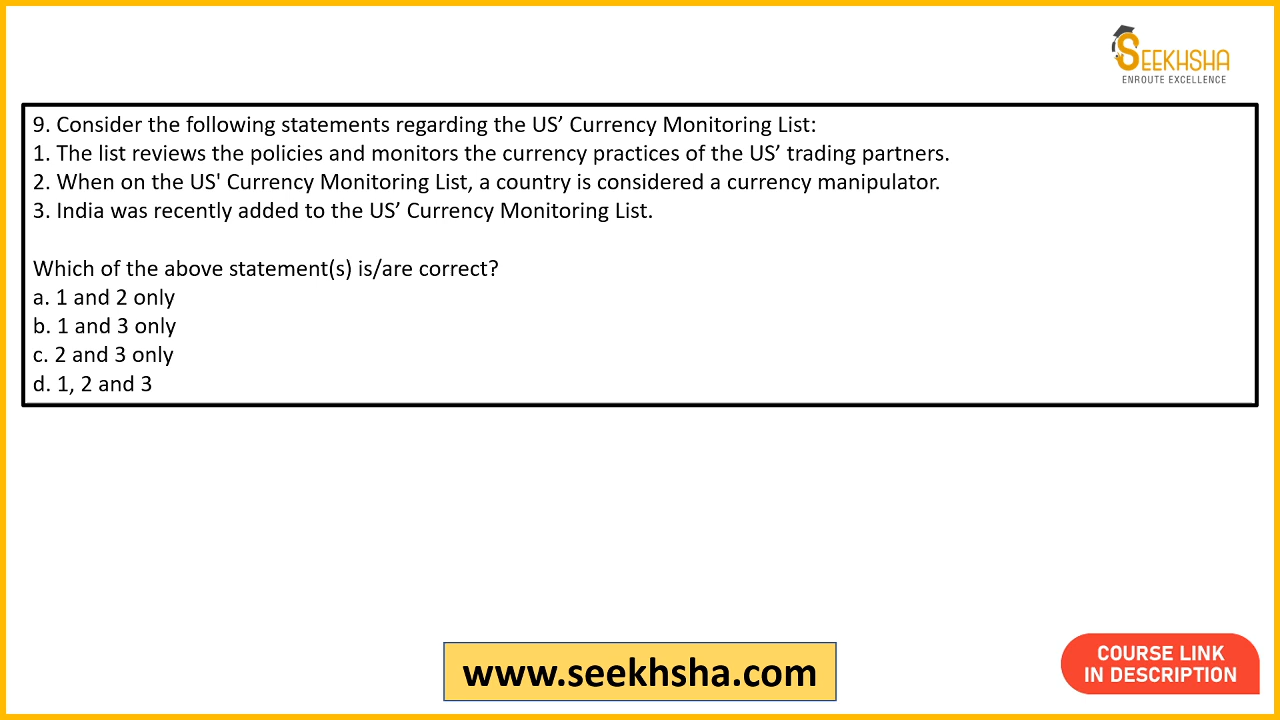 SEEKHSHA
ENROUTE EXCELLENCE
9. Consider the following statements regarding the US’ Currency Monitoring List:
1. The list reviews the policies and monitors the currency practices of the US’ trading partners.
2. When on the US' Currency Monitoring List, a country is considered a currency manipulator.
3. India was recently added to the US’ Currency Monitoring List.
Which of the above statement(s) is/are correct?
a. 1 and 2 only
b. 1 and 3 only
c. 2 and 3 only
d. 1, 2 and 3
www.seekhsha.com
COURSE LINK
IN DESCRIPTION